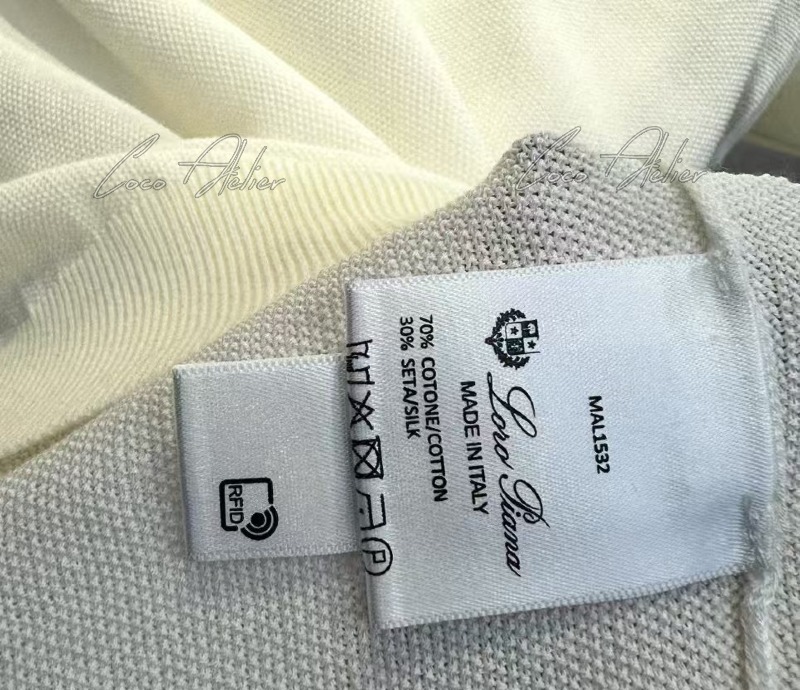 Coco Atelier
Coco Atelier
MAL1532
Loro Piana
MADE IN ITALY
70% COTONE/COTTON
30% SETA/SILK
P
RFID